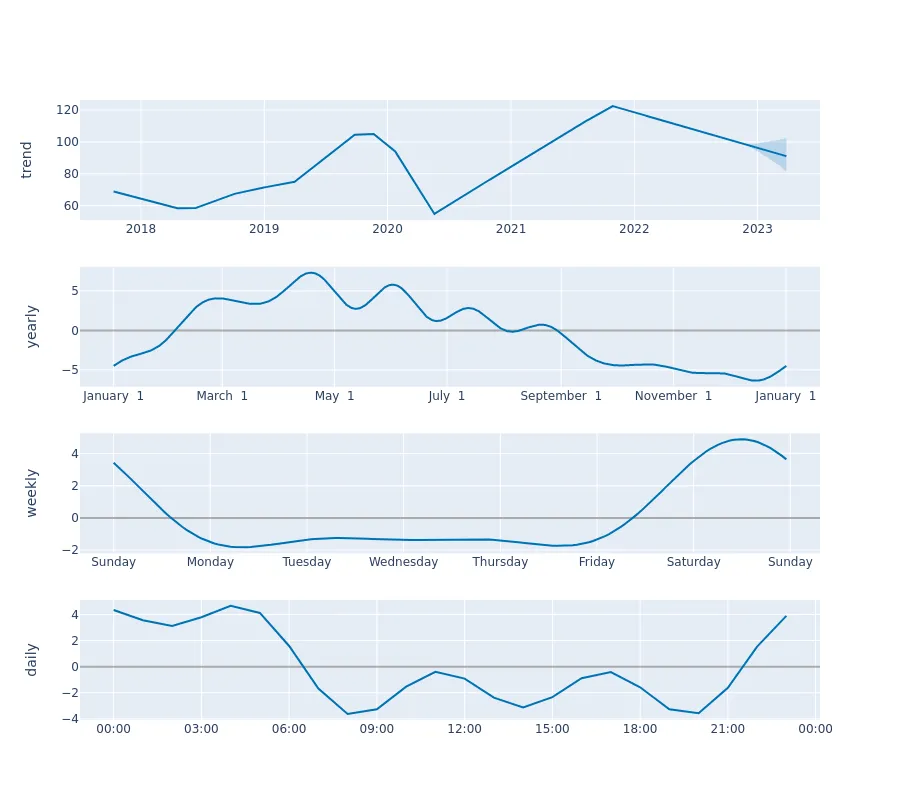 120
100
80
60
trend
2018 2019 2020 2021 2022 2023
5
0
−5
yearly
January 1 March 1 May 1 July 1 September 1 November 1 January 1
4
2
0
−2
weekly
Sunday Monday Tuesday Wednesday Thursday Friday Saturday Sunday
4
2
0
−2
−4
daily
00:00 03:00 06:00 09:00 12:00 15:00 18:00 21:00 00:00